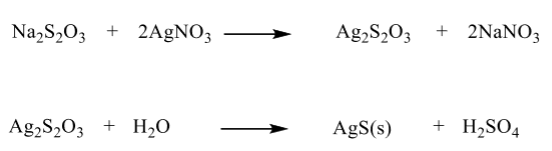 Na₂S₂O₃ + 2AgNO₃ ⟶ Ag₂S₂O₃ + 2NaNO₃
Ag₂S₂O₃ + H₂O ⟶ AgS(s) + H₂SO₄